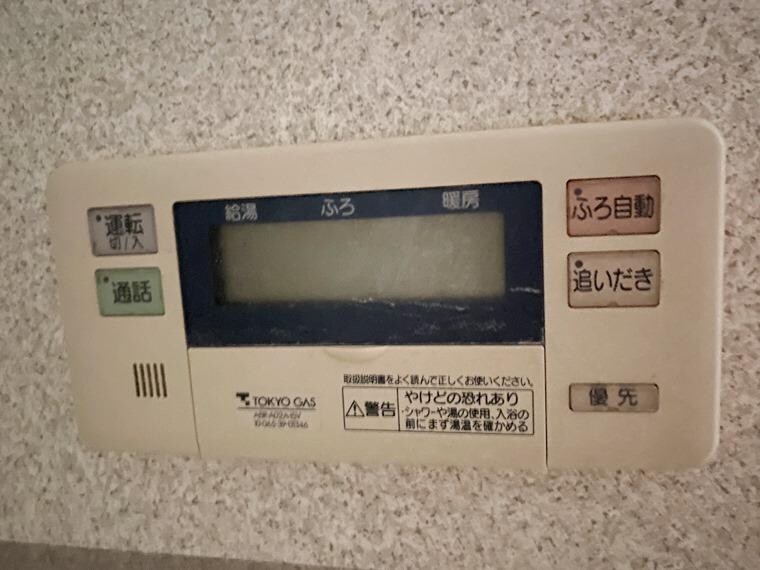 給湯 ふろ 暖房
運転
切/入
通話
ふろ自動
追いだき
優先
取扱説明書をよく読んで正しくお使いください。
TOKYO GAS
警告
やけどの恐れあり
・シャワーや湯の使用、入浴の
前にまず湯温を確かめる